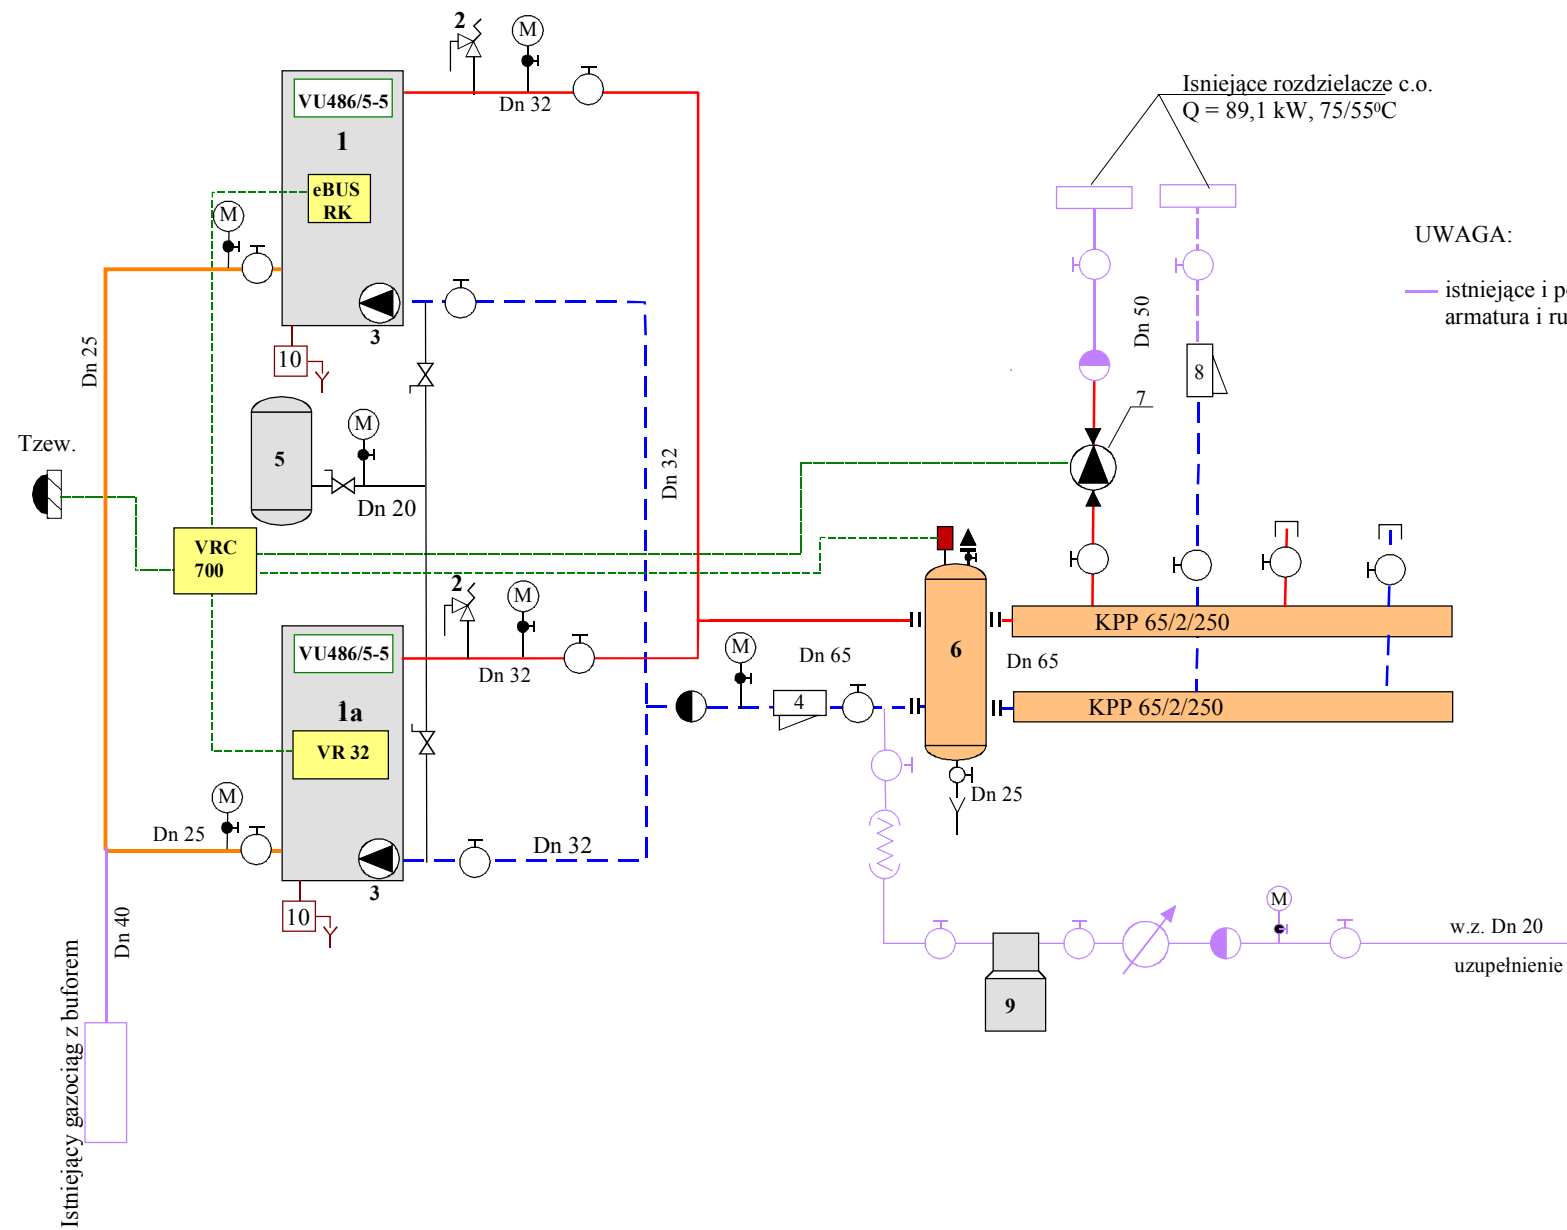 2
M
VU486/5-5
Dn 32
Isniejące rozdzielacze c.o.
Q = 89,1 kW, 75/55⁰C
1
eBUS
RK
M
UWAGA:
istniejące i p
armatura i ru
Dn 50
3
10
Dn 25
8
7
M
Tzew.
5
Dn 20
Dn 32
VRC
700
2
M
KPP 65/2/250
VU486/5-5
M
Dn 65
6
Dn 65
Dn 32
1a
4
KPP 65/2/250
VR 32
M
Dn 25
Dn 25
Dn 32
3
10
M
Dn 40
w.z. Dn 20
uzupełnienie
9
Istniejący gazociąg z buforem